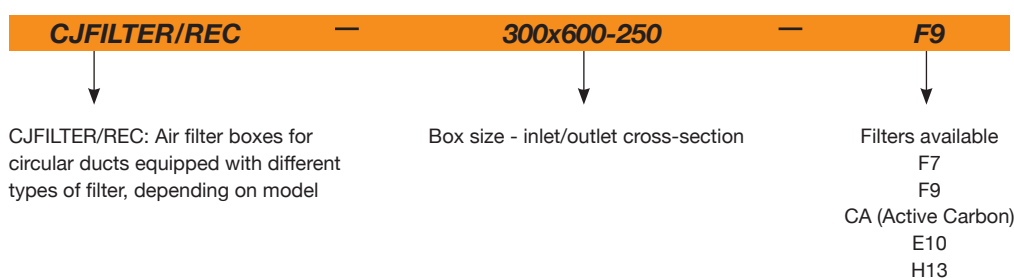 CJFILTER/REC — 300x600-250 — F9
CJFILTER/REC: Air filter boxes for
circular ducts equipped with different
types of filter, depending on model
Box size - inlet/outlet cross-section
Filters available
F7
F9
CA (Active Carbon)
E10
H13